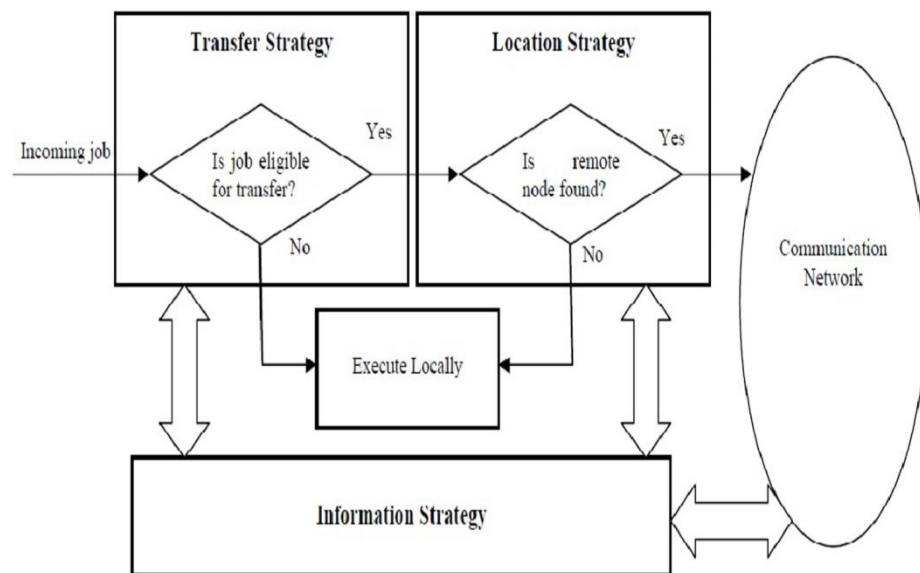 Transfer Strategy
Location Strategy
Incoming job
Is job eligible
for transfer?
Yes
No
Is remote
node found?
Yes
No
Communication
Network
Execute Locally
Information Strategy